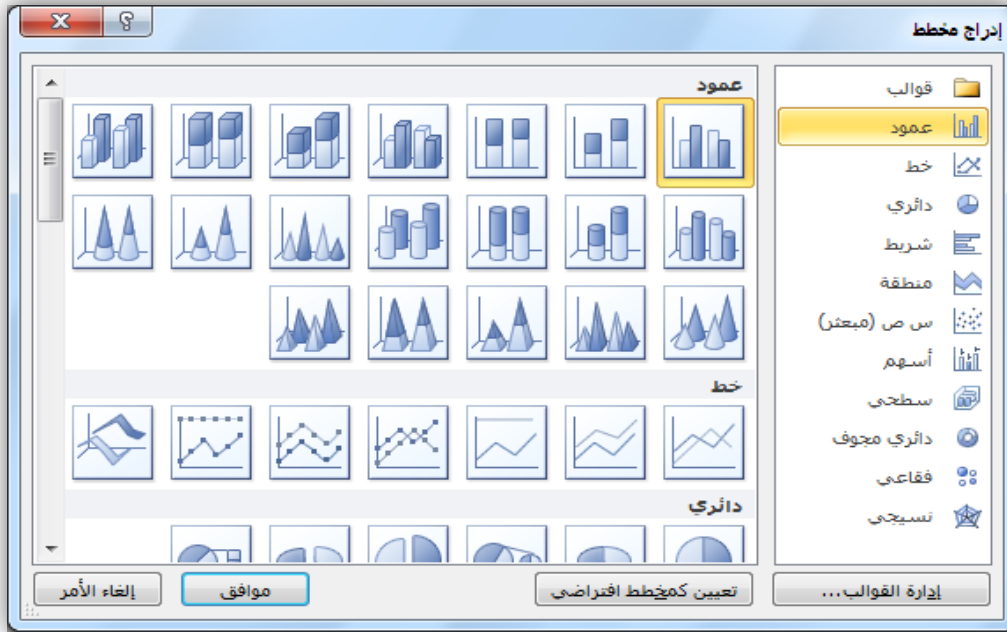 إدراج مخطط
قوالب
عمود
خط
دائري
شريط
منطقة
س ص (مبعثر)
أسهم
سطحي
دائري مجوف
فقاعي
نسيجي
عمود
خط
دائري
إدارة القوالب...
تعيين كمخطط افتراضي
موافق
إلغاء الأمر